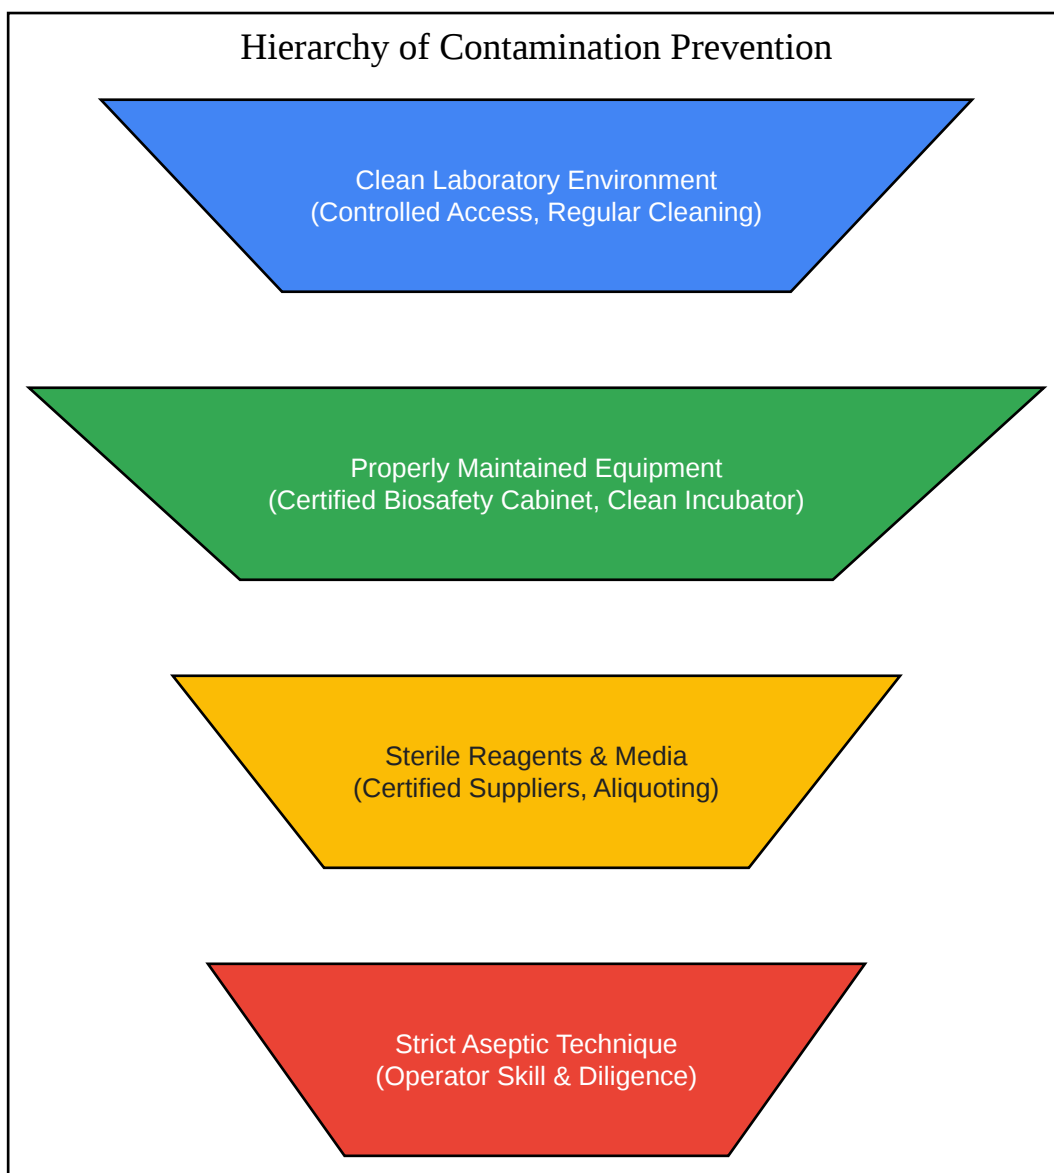 Hierarchy of Contamination Prevention
Clean Laboratory Environment
(Controlled Access, Regular Cleaning)
Properly Maintained Equipment
(Certified Biosafety Cabinet, Clean Incubator)
Sterile Reagents & Media
(Certified Suppliers, Aliquoting)
Strict Aseptic Technique
(Operator Skill & Diligence)